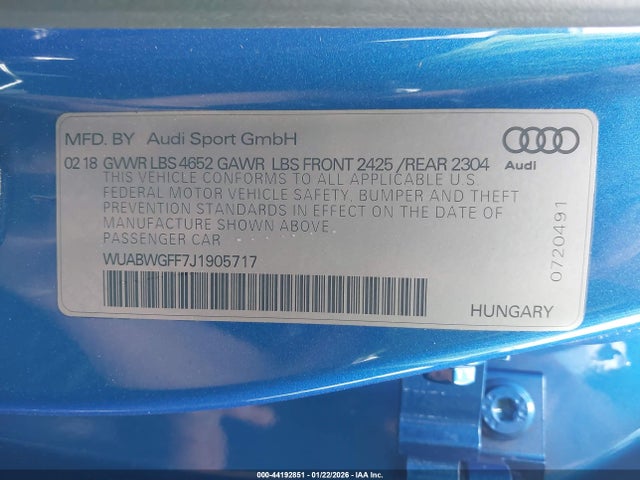 MFD. BY Audi Sport GmbH
02 18 GVWR LBS 4652 GAWR LBS FRONT 2425 /REAR 2304
Audi
THIS VEHICLE CONFORMS TO ALL APPLICABLE U.S
FEDERAL MOTOR VEHICLE SAFETY, BUMPER AND THEFT
PREVENTION STANDARDS IN EFFECT ON THE DATE OF
MANUFACTURE SHOWN ABOVE.
PASSENGER CAR
WUABWGFF7J1905717
0720491
HUNGARY
000-44192851 - 01/22/2026 - IAA Inc.